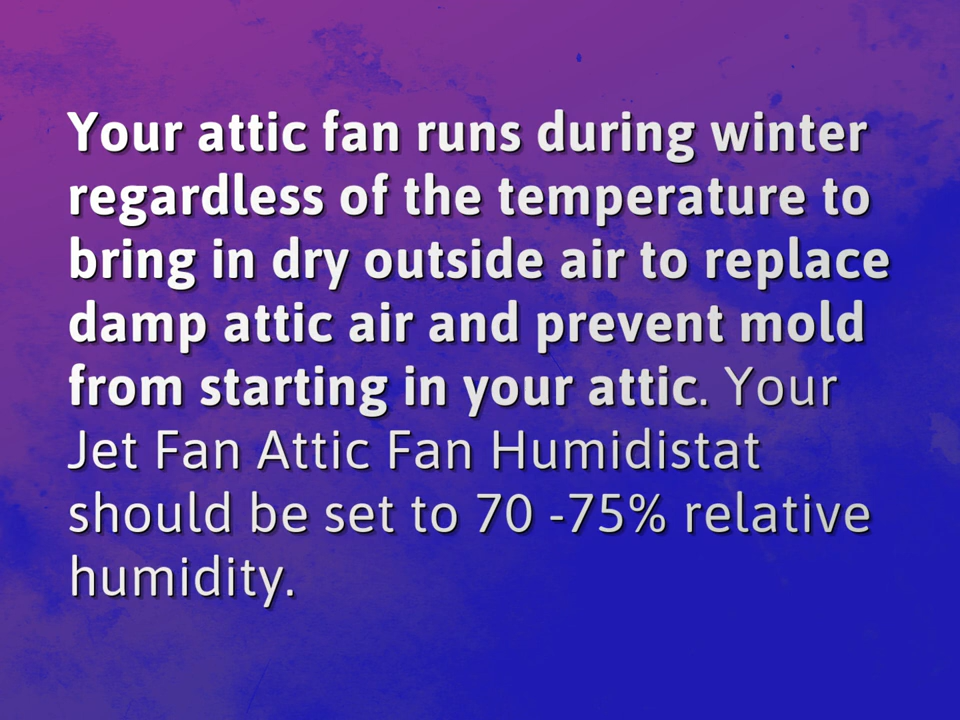 Your attic fan runs during winter
regardless of the temperature to
bring in dry outside air to replace
damp attic air and prevent mold
from starting in your attic. Your
Jet Fan Attic Fan Humidistat
should be set to 70 -75% relative
humidity.